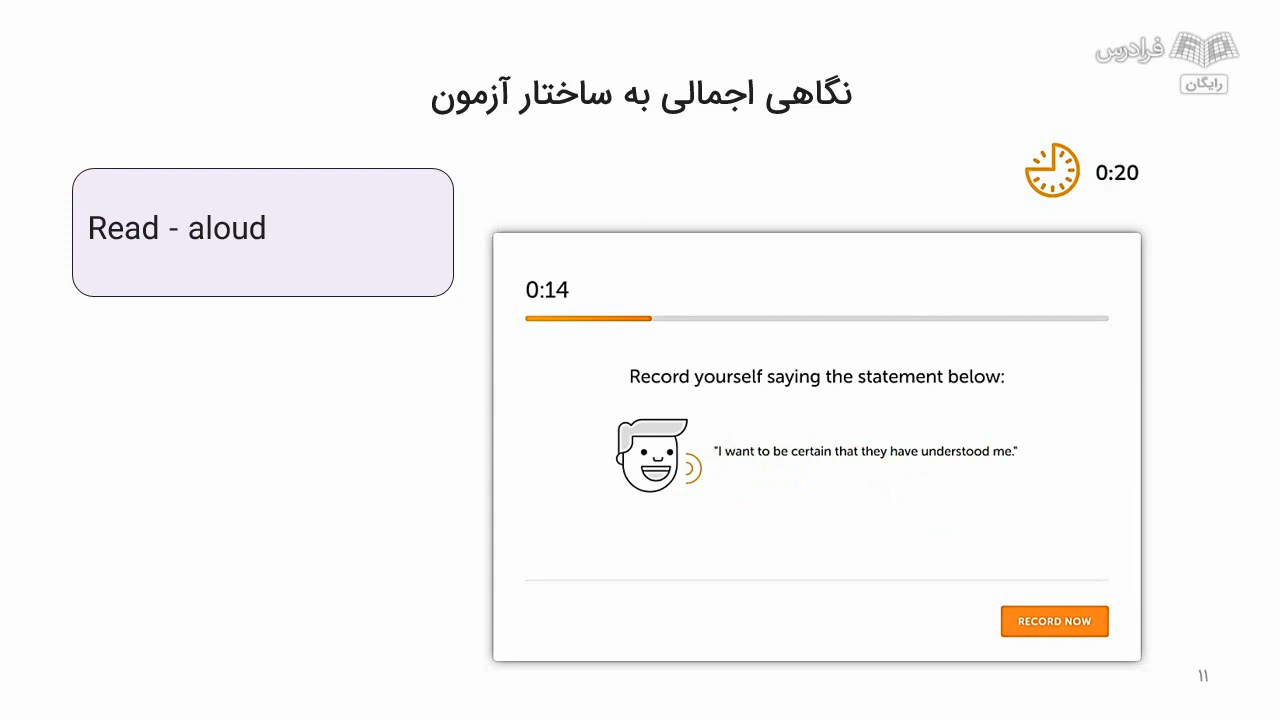 فرادرس
رایگان
نگاهی اجمالی به ساختار آزمون
0:20
Read - aloud
0:14
Record yourself saying the statement below:
"I want to be certain that they have understood me."
RECORD NOW
۱۱